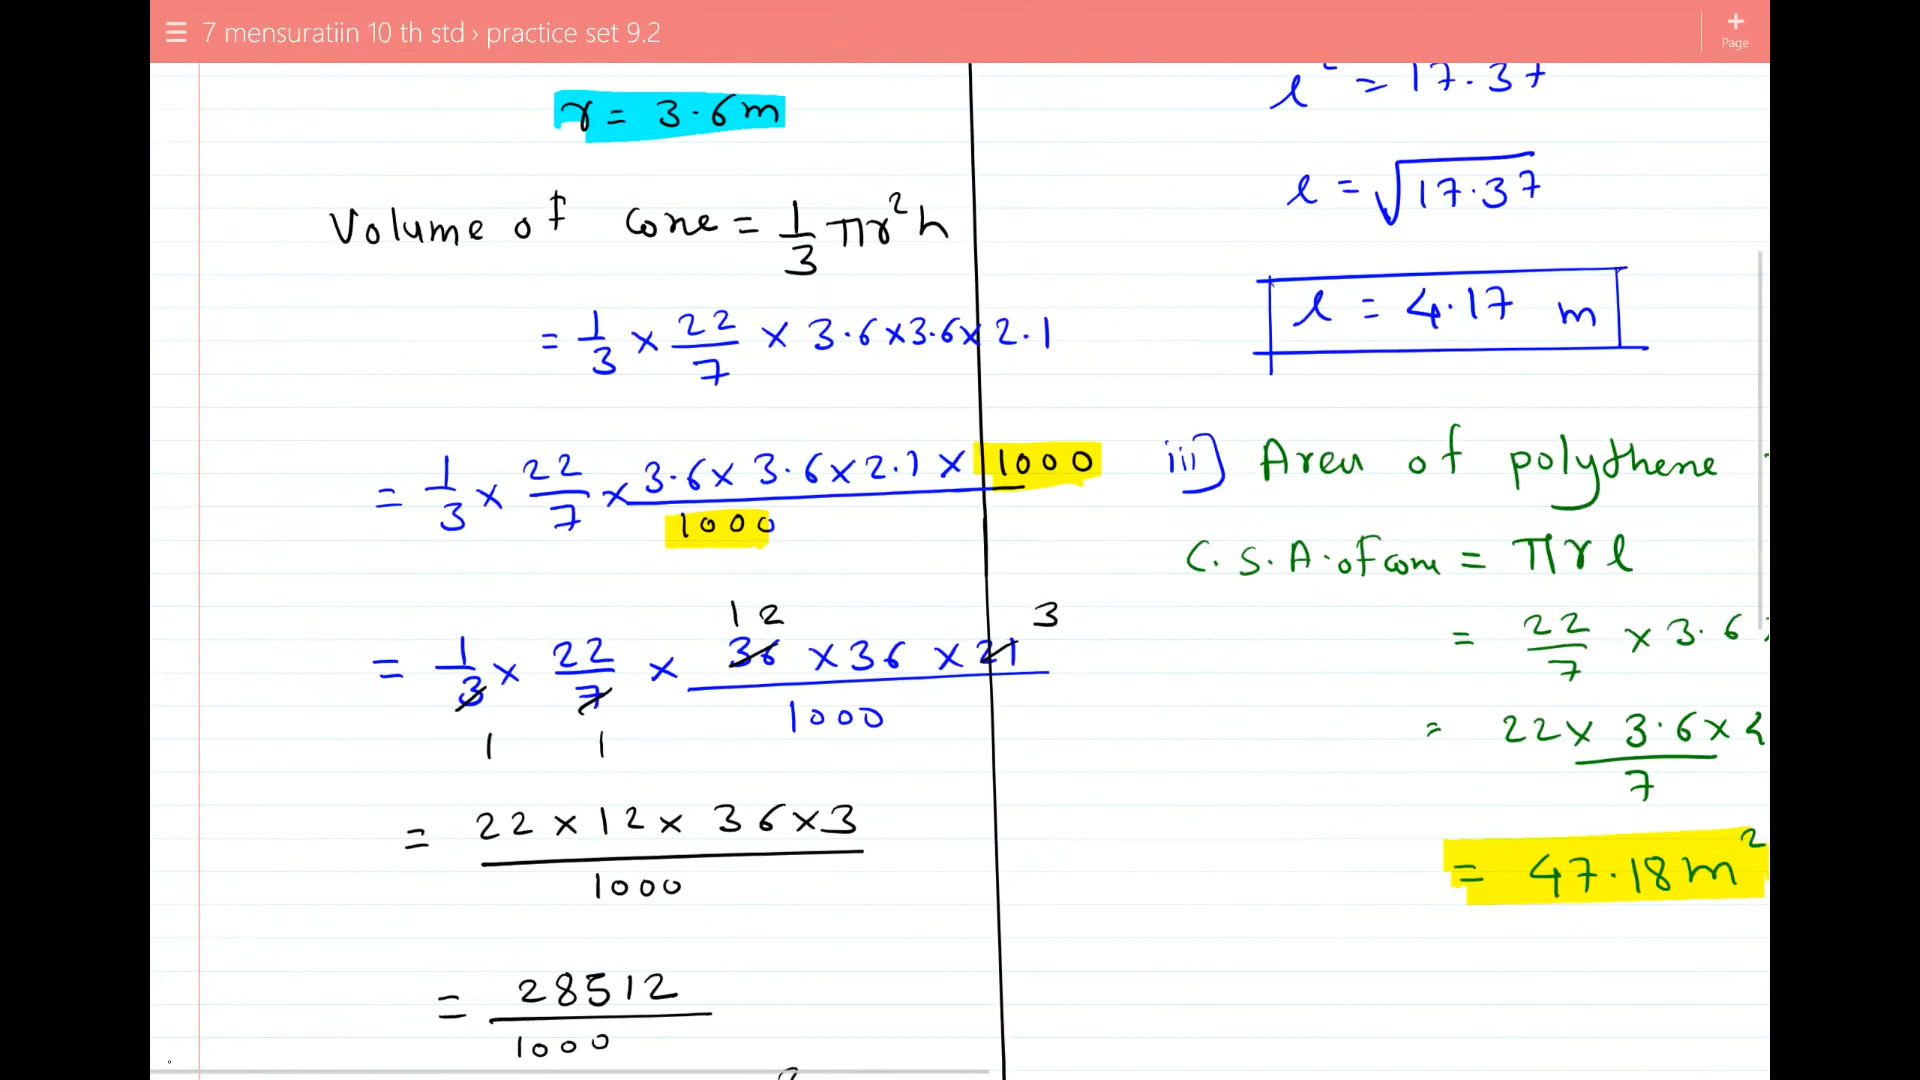 ☰ 7 mensuratiin 10 th std › practice set 9.2
+
Page
r = 3.6m
Volume of cone = 1/3 πr²h
= 1/3 × 22/7 × 3.6×3.6×2.1
= 1/3 × 22/7 × 3.6× 3.6×2.1 × 1000 / 1000
12 3
= 1/3 × 22/7 × 36 ×36 ×21 / 1000
1 1
= 22 ×12× 36×3 / 1000
= 28512 / 1000
l² = 17.37
l = √17.37
l = 4.17 m
iii] Area of polythene
C.S.A. of cone = πrl
= 22/7 × 3.6
= 22× 3.6× / 7
= 47.18m²